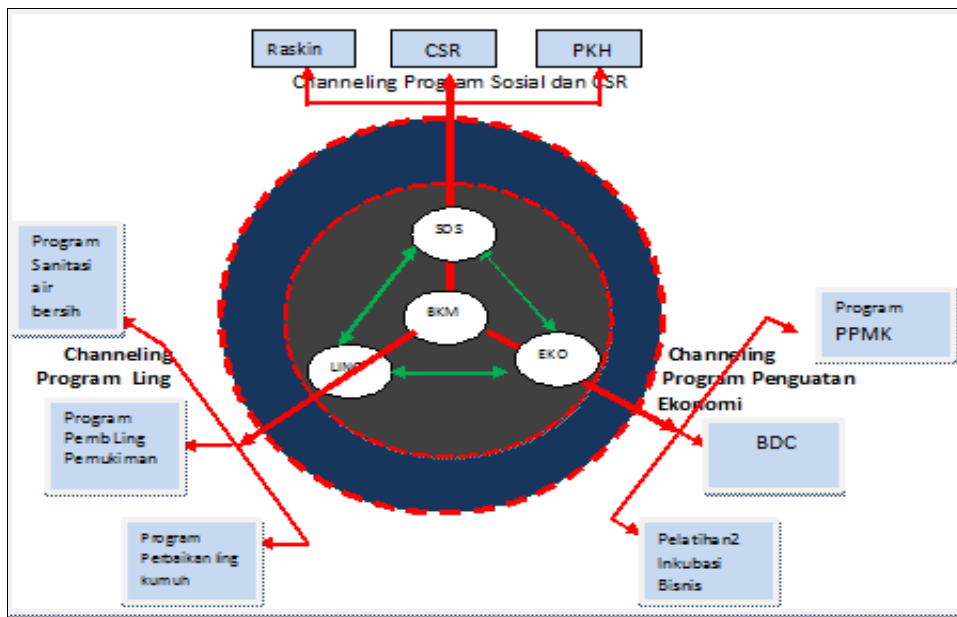 Raskin
CSR
PKH
Channeling Program Sosial dan CSR
SOS
BKM
LING
EKO
Program
Sanitasi
air
bersih
Channeling
Program Ling
Program
Pemb Ling
Pemukiman
Program
Perbaikan ling
kumuh
Program
PPMK
Channeling
Program Penguatan
Ekonomi
BDC
Pelatihan2
Inkubasi
Bisnis